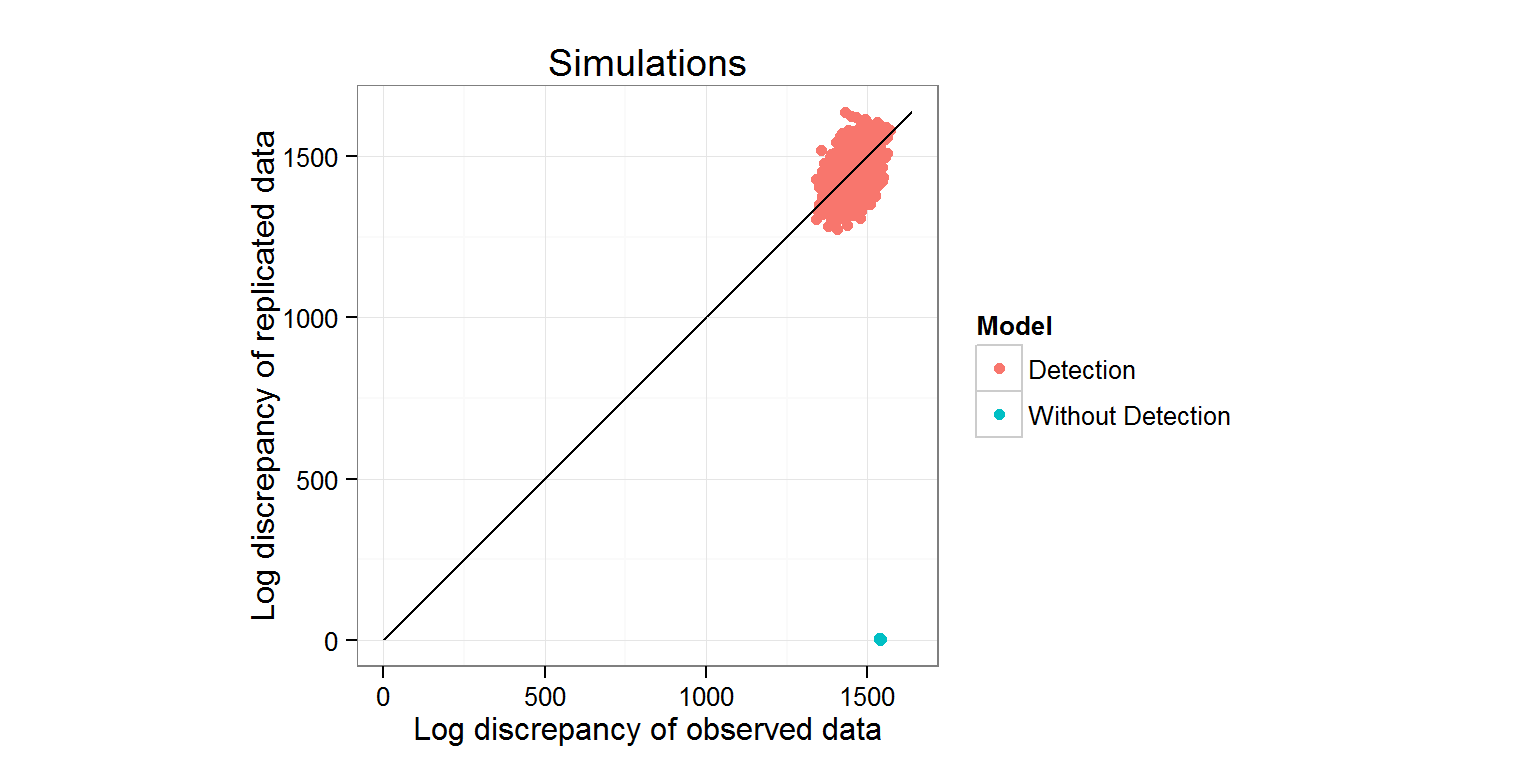 Simulations
Log discrepancy of replicated data
1500
1000
500
0
0 500 1000 1500
Log discrepancy of observed data
Model
Detection
Without Detection